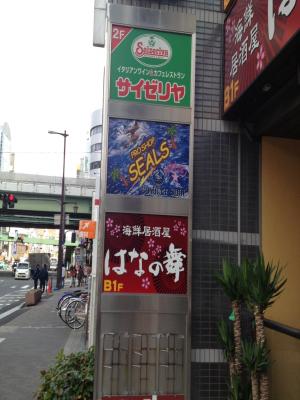 2F
Saizeriya
イタリアンワイン&カフェレストラン
サイゼリヤ
PRO SHOP
SEALS
海鮮居酒屋
はなの舞
B1F
海鮮
居酒屋
B1F